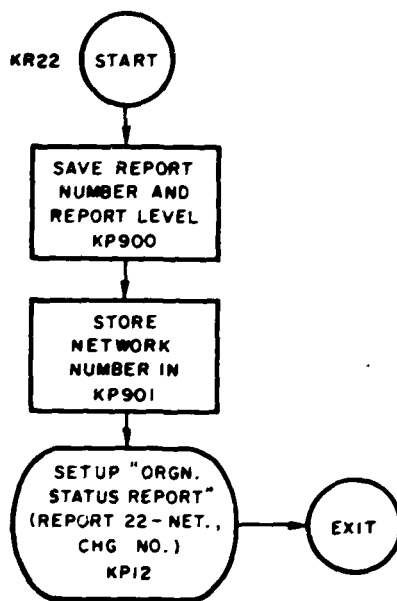 KR22
START
SAVE REPORT
NUMBER AND
REPORT LEVEL
KP900
STORE
NETWORK
NUMBER IN
KP901
SETUP "ORGN.
STATUS REPORT"
(REPORT 22-NET.,
CHG NO.)
KP12
EXIT